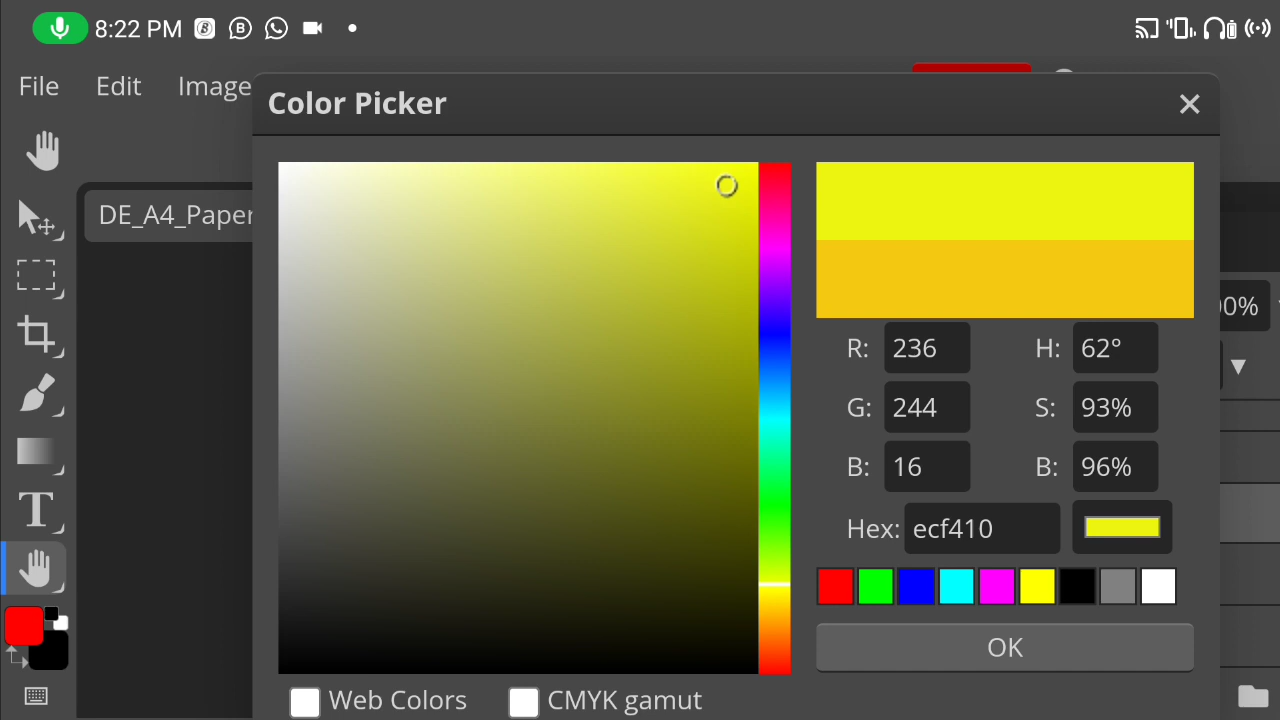 8:22 PM
File Edit Image
Color Picker
DE_A4_Paper
00%
R: 236 H: 62°
G: 244 S: 93%
B: 16 B: 96%
Hex: ecf410
T
OK
Web Colors CMYK gamut